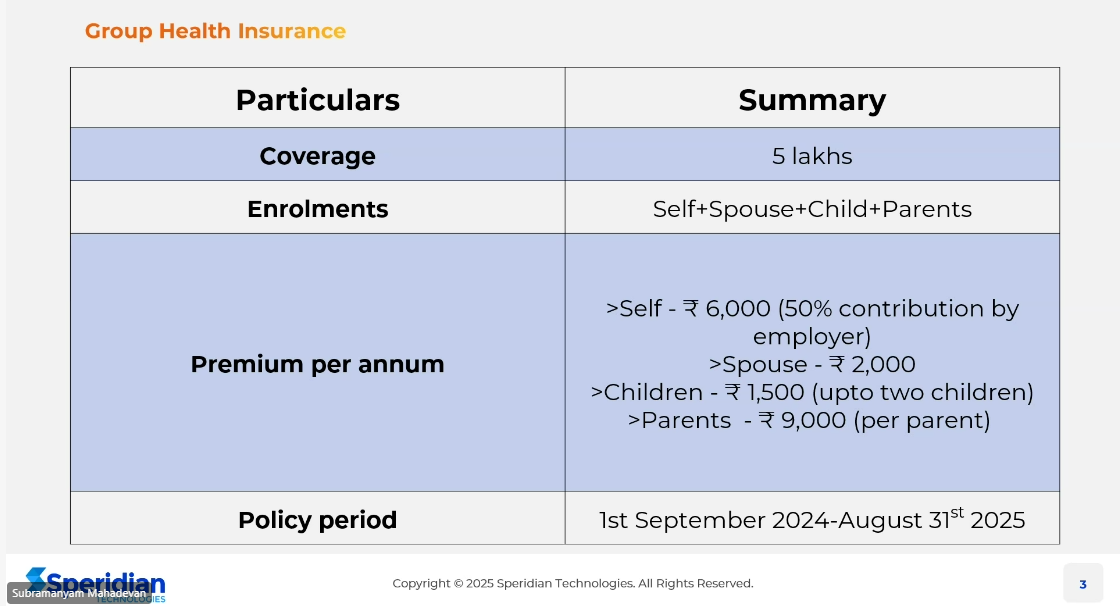 Group Health Insurance
Particulars
Summary
Coverage
5 lakhs
Enrolments
Self+Spouse+Child+Parents
Premium per annum
>Self - ₹ 6,000 (50% contribution by
employer)
>Spouse - ₹ 2,000
>Children - ₹ 1,500 (upto two children)
>Parents - ₹ 9,000 (per parent)
Policy period
1st September 2024-August 31st 2025
Speridian
TECHNOLOGIES
Subramanyam Mahadevan
Copyright © 2025 Speridian Technologies. All Rights Reserved.
3